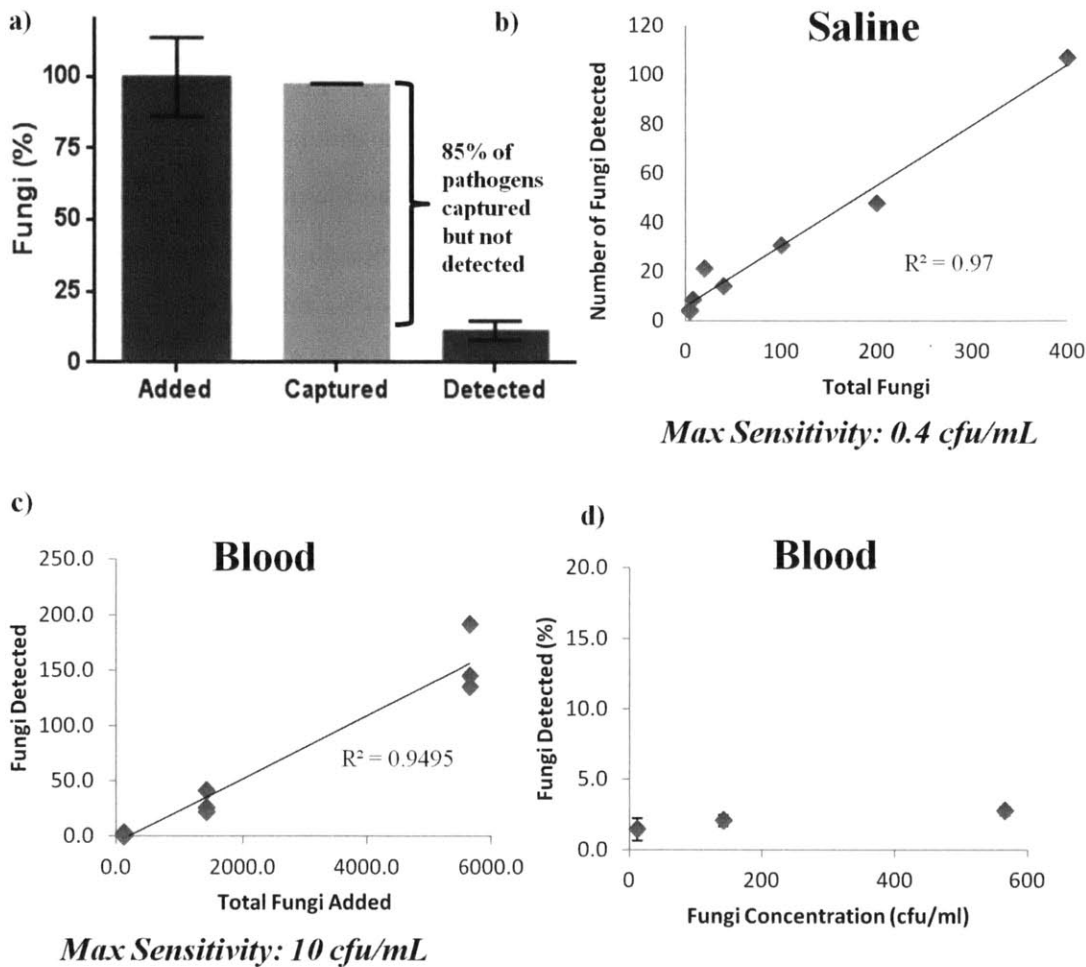 a)
Fungi (%)
100
75
50
25
0
Added
Captured
Detected
85% of
pathogens
captured
but not
detected
b)
Saline
Number of Fungi Detected
120
100
80
60
40
20
0
R² = 0.97
0 100 200 300 400
Total Fungi
Max Sensitivity: 0.4 cfu/mL
c)
Blood
Fungi Detected
250.0
200.0
150.0
100.0
50.0
0.0
R² = 0.9495
0.0 2000.0 4000.0 6000.0
Total Fungi Added
Max Sensitivity: 10 cfu/mL
d)
Blood
Fungi Detected (%)
20.0
15.0
10.0
5.0
0.0
0 200 400 600
Fungi Concentration (cfu/ml)